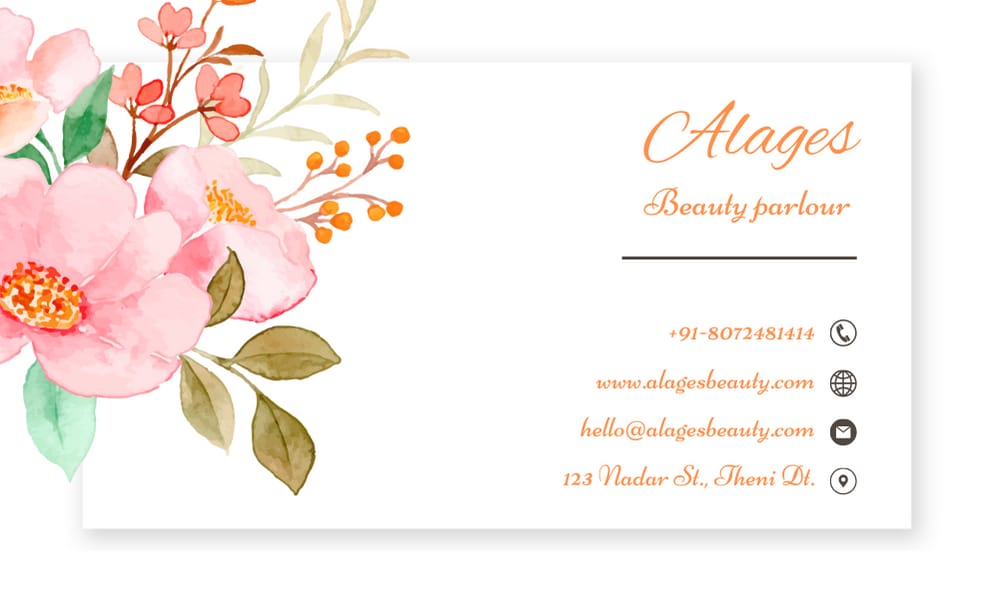 Alages
Beauty parlour
+91-8072481414
www.alagesbeauty.com
hello@alagesbeauty.com
123 Nadar St., Theni Dt.